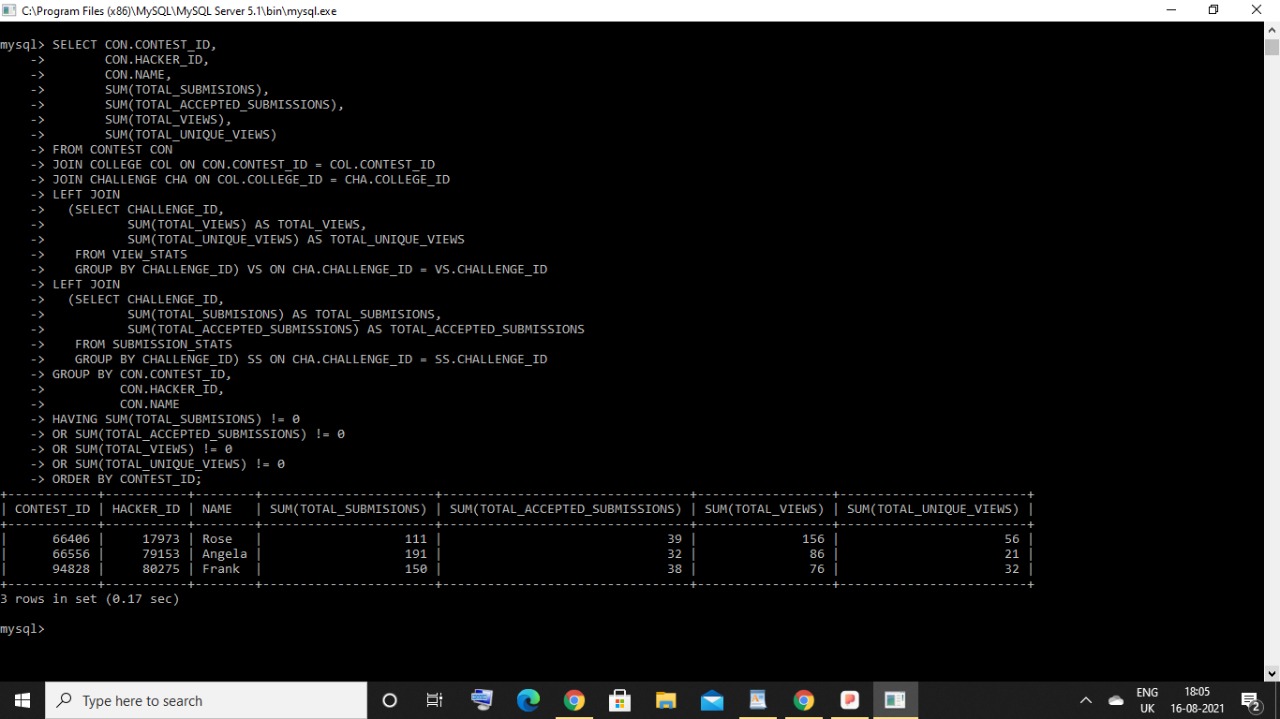 C:\Program Files (x86)\MySQL\MySQL Server 5.1\bin\mysql.exe
mysql> SELECT CON.CONTEST_ID,
    ->        CON.HACKER_ID,
    ->        CON.NAME,
    ->        SUM(TOTAL_SUBMISIONS),
    ->        SUM(TOTAL_ACCEPTED_SUBMISSIONS),
    ->        SUM(TOTAL_VIEWS),
    ->        SUM(TOTAL_UNIQUE_VIEWS)
    -> FROM CONTEST CON
    -> JOIN COLLEGE COL ON CON.CONTEST_ID = COL.CONTEST_ID
    -> JOIN CHALLENGE CHA ON COL.COLLEGE_ID = CHA.COLLEGE_ID
    -> LEFT JOIN
    ->   (SELECT CHALLENGE_ID,
    ->           SUM(TOTAL_VIEWS) AS TOTAL_VIEWS,
    ->           SUM(TOTAL_UNIQUE_VIEWS) AS TOTAL_UNIQUE_VIEWS
    ->    FROM VIEW_STATS
    ->    GROUP BY CHALLENGE_ID) VS ON CHA.CHALLENGE_ID = VS.CHALLENGE_ID
    -> LEFT JOIN
    ->   (SELECT CHALLENGE_ID,
    ->           SUM(TOTAL_SUBMISIONS) AS TOTAL_SUBMISIONS,
    ->           SUM(TOTAL_ACCEPTED_SUBMISSIONS) AS TOTAL_ACCEPTED_SUBMISSIONS
    ->    FROM SUBMISSION_STATS
    ->    GROUP BY CHALLENGE_ID) SS ON CHA.CHALLENGE_ID = SS.CHALLENGE_ID
    -> GROUP BY CON.CONTEST_ID,
    ->          CON.HACKER_ID,
    ->          CON.NAME
    -> HAVING SUM(TOTAL_SUBMISIONS) != 0
    -> OR SUM(TOTAL_ACCEPTED_SUBMISSIONS) != 0
    -> OR SUM(TOTAL_VIEWS) != 0
    -> OR SUM(TOTAL_UNIQUE_VIEWS) != 0
    -> ORDER BY CONTEST_ID;
| CONTEST_ID | HACKER_ID | NAME   | SUM(TOTAL_SUBMISIONS) | SUM(TOTAL_ACCEPTED_SUBMISSIONS) | SUM(TOTAL_VIEWS) | SUM(TOTAL_UNIQUE_VIEWS) |
|      66406 |     17973 | Rose   |                   111 |                              39 |              156 |                      56 |
|      66556 |     79153 | Angela |                   191 |                              32 |               86 |                      21 |
|      94828 |     80275 | Frank  |                   150 |                              38 |               76 |                      32 |
3 rows in set (0.17 sec)
mysql>
Type here to search
ENG
UK
18:05
16-08-2021
2